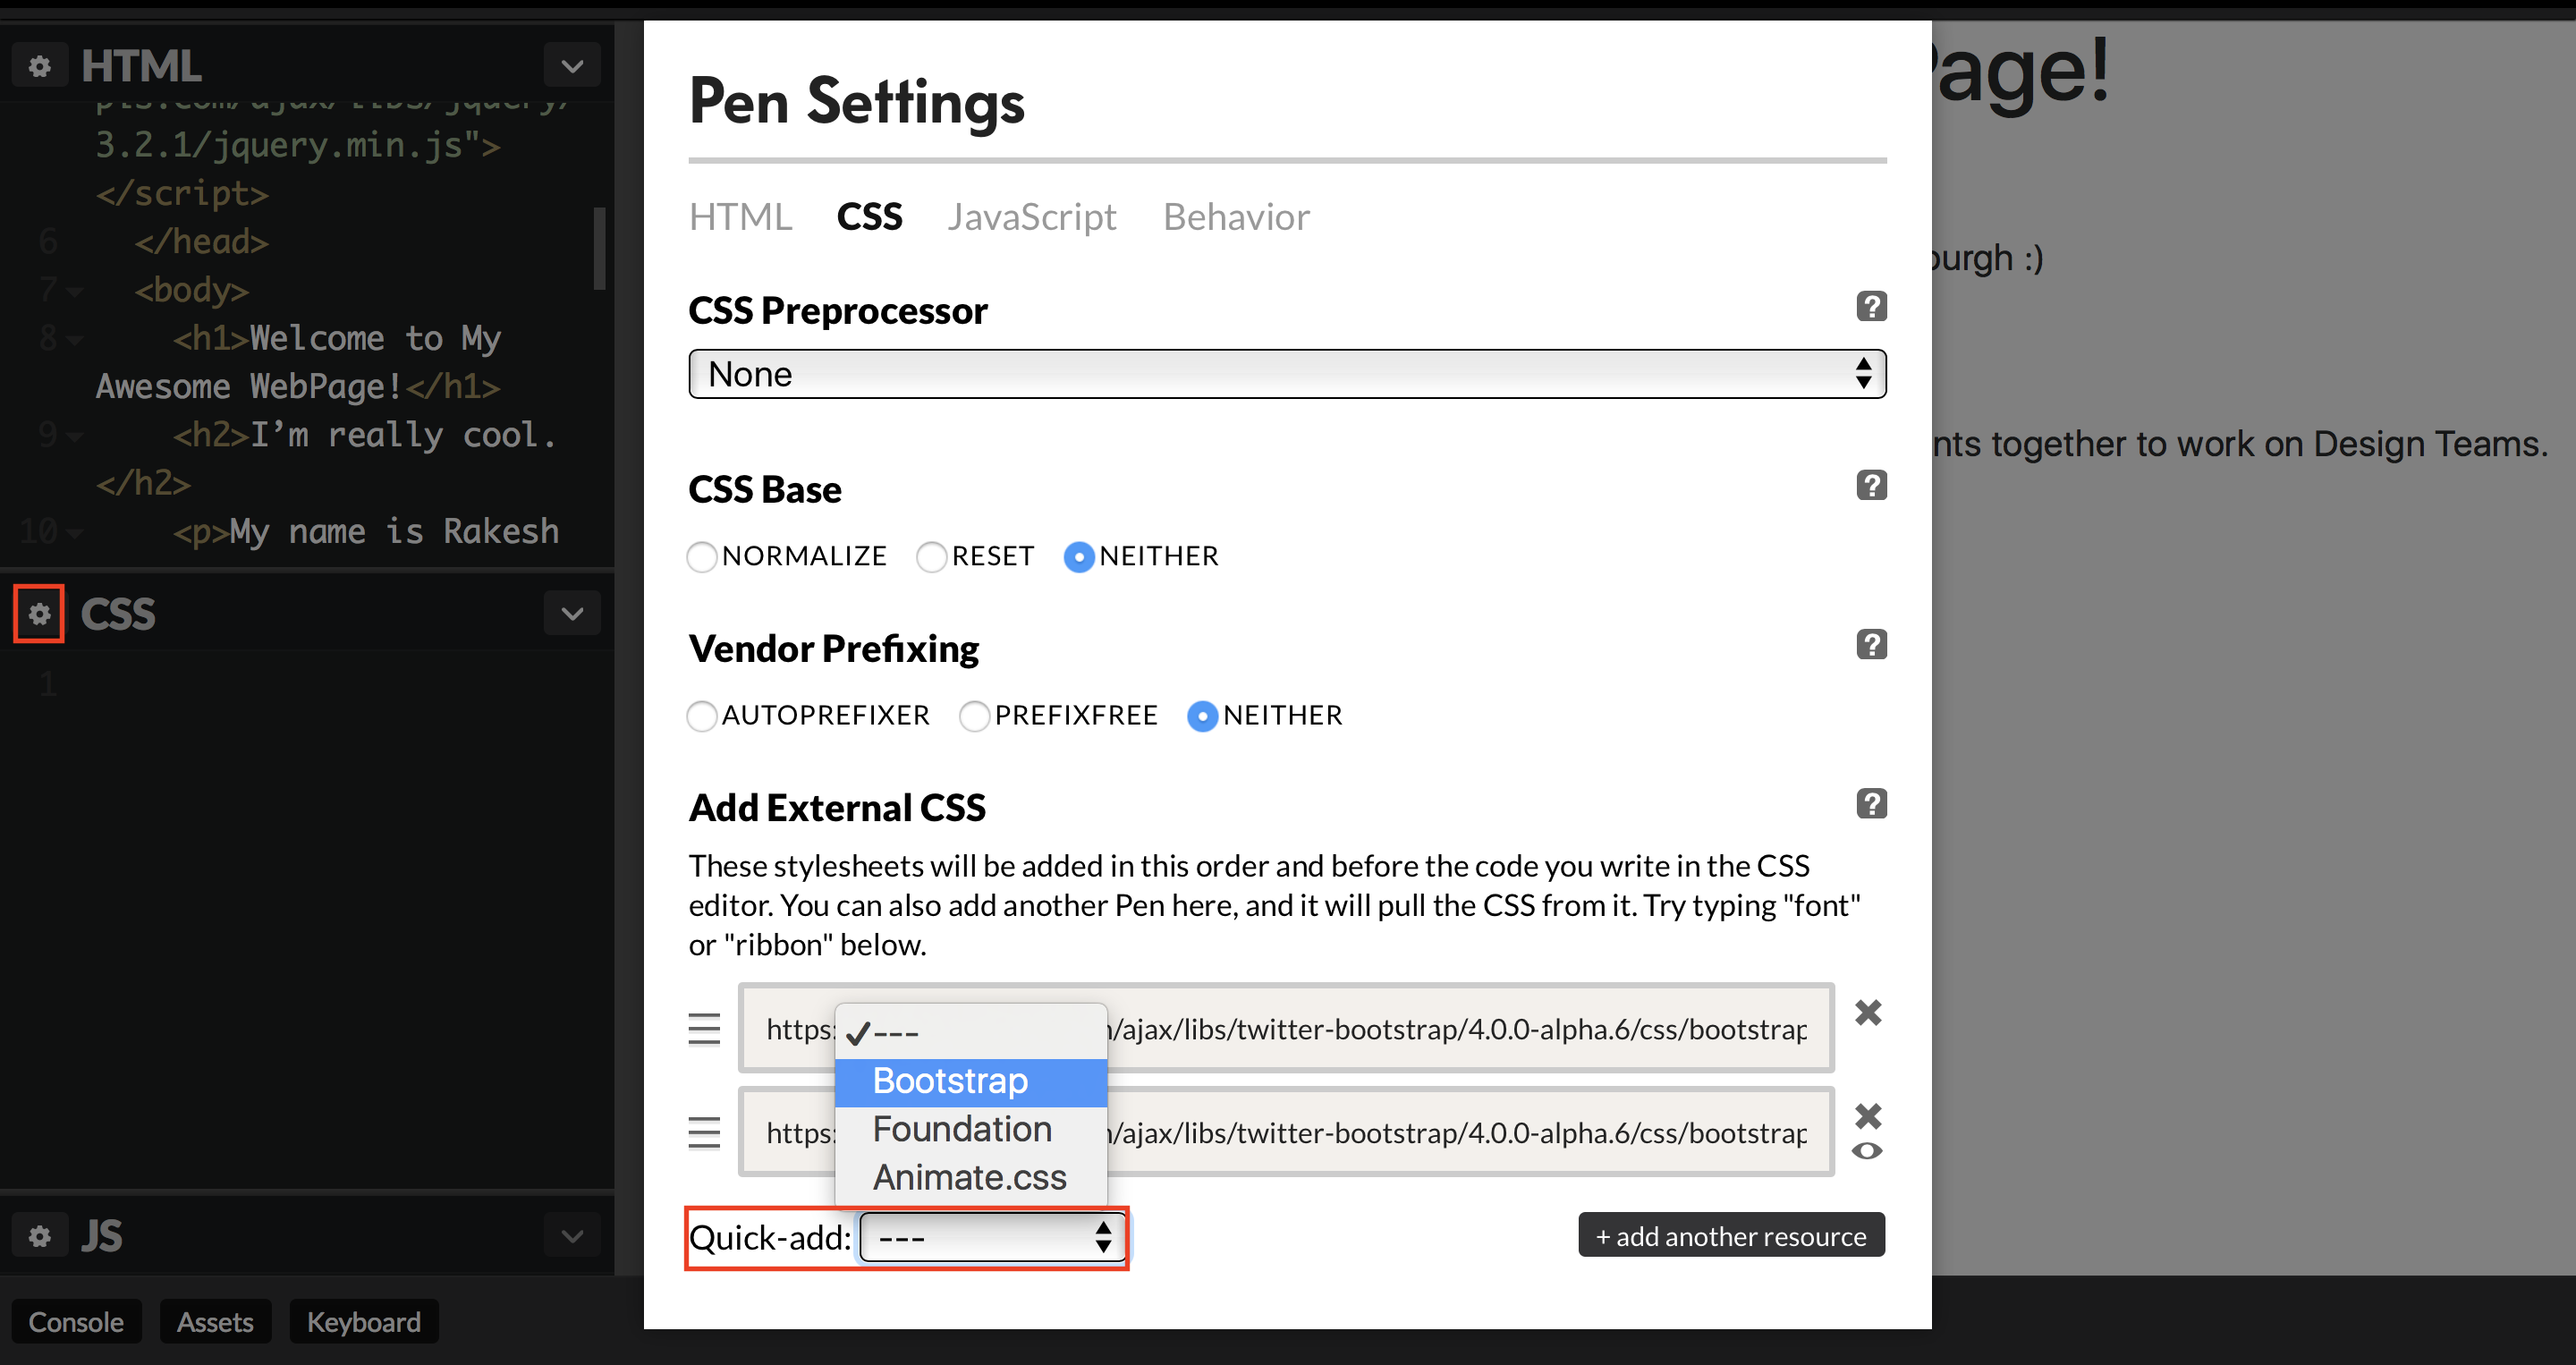 HTML
3.2.1/jquery.min.js">
</script>
6 </head>
7 <body>
8 <h1>Welcome to My
Awesome WebPage!</h1>
9 <h2>I’m really cool.
</h2>
10 <p>My name is Rakesh
CSS
1
JS
Console Assets Keyboard
Pen Settings
HTML CSS JavaScript Behavior
CSS Preprocessor ?
None
CSS Base ?
NORMALIZE RESET NEITHER
Vendor Prefixing ?
AUTOPREFIXER PREFIXFREE NEITHER
Add External CSS ?
These stylesheets will be added in this order and before the code you write in the CSS
editor. You can also add another Pen here, and it will pull the CSS from it. Try typing "font"
or "ribbon" below.
https: /ajax/libs/twitter-bootstrap/4.0.0-alpha.6/css/bootstrap
https: /ajax/libs/twitter-bootstrap/4.0.0-alpha.6/css/bootstrap
✓---
Bootstrap
Foundation
Animate.css
Quick-add: ---
+ add another resource
age!
burgh :)
nts together to work on Design Teams.